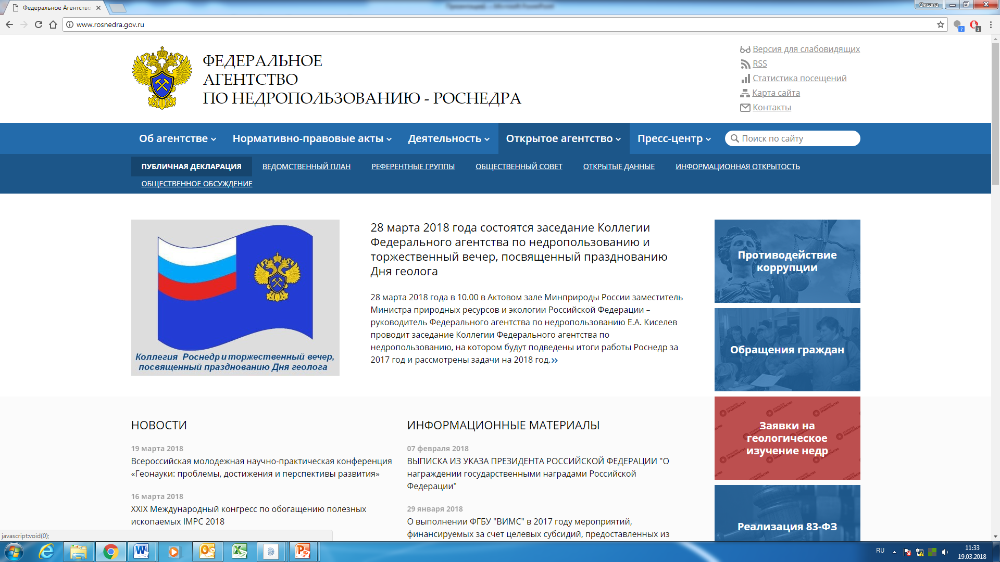 Федеральное Агентство
Оксана
www.rosnedra.gov.ru
ФЕДЕРАЛЬНОЕ
АГЕНТСТВО
ПО НЕДРОПОЛЬЗОВАНИЮ - РОСНЕДРА
Версия для слабовидящих
RSS
Статистика посещений
Карта сайта
Контакты
Об агентстве Нормативно-правовые акты Деятельность Открытое агентство Пресс-центр Поиск по сайту
ПУБЛИЧНАЯ ДЕКЛАРАЦИЯ ВЕДОМСТВЕННЫЙ ПЛАН РЕФЕРЕНТНЫЕ ГРУППЫ ОБЩЕСТВЕННЫЙ СОВЕТ ОТКРЫТЫЕ ДАННЫЕ ИНФОРМАЦИОННАЯ ОТКРЫТОСТЬ
ОБЩЕСТВЕННОЕ ОБСУЖДЕНИЕ
Коллегия Роснедр и торжественный вечер,
посвященный празднованию Дня геолога
28 марта 2018 года состоятся заседание Коллегии
Федерального агентства по недропользованию и
торжественный вечер, посвященный празднованию
Дня геолога
28 марта 2018 года в 10.00 в Актовом зале Минприроды России заместитель
Министра природных ресурсов и экологии Российской Федерации –
руководитель Федерального агентства по недропользованию Е.А. Киселев
проводит заседание Коллегии Федерального агентства по
недропользованию, на котором будут подведены итоги работы Роснедр за
2017 год и рассмотрены задачи на 2018 год.»
Противодействие
коррупции
Обращения граждан
Заявки на
геологическое
изучение недр
Реализация 83-ФЗ
НОВОСТИ
19 марта 2018
Всероссийская молодежная научно-практическая конференция
«Геонауки: проблемы, достижения и перспективы развития»
16 марта 2018
XXIX Международный конгресс по обогащению полезных
ископаемых IMPC 2018
ИНФОРМАЦИОННЫЕ МАТЕРИАЛЫ
07 февраля 2018
ВЫПИСКА ИЗ УКАЗА ПРЕЗИДЕНТА РОССИЙСКОЙ ФЕДЕРАЦИИ "О
награждении государственными наградами Российской
Федерации"
29 января 2018
О выполнении ФГБУ "ВИМС" в 2017 году мероприятий,
финансируемых за счет целевых субсидий, предоставленных из
javascript:void(0);
RU
11:33
19.03.2018